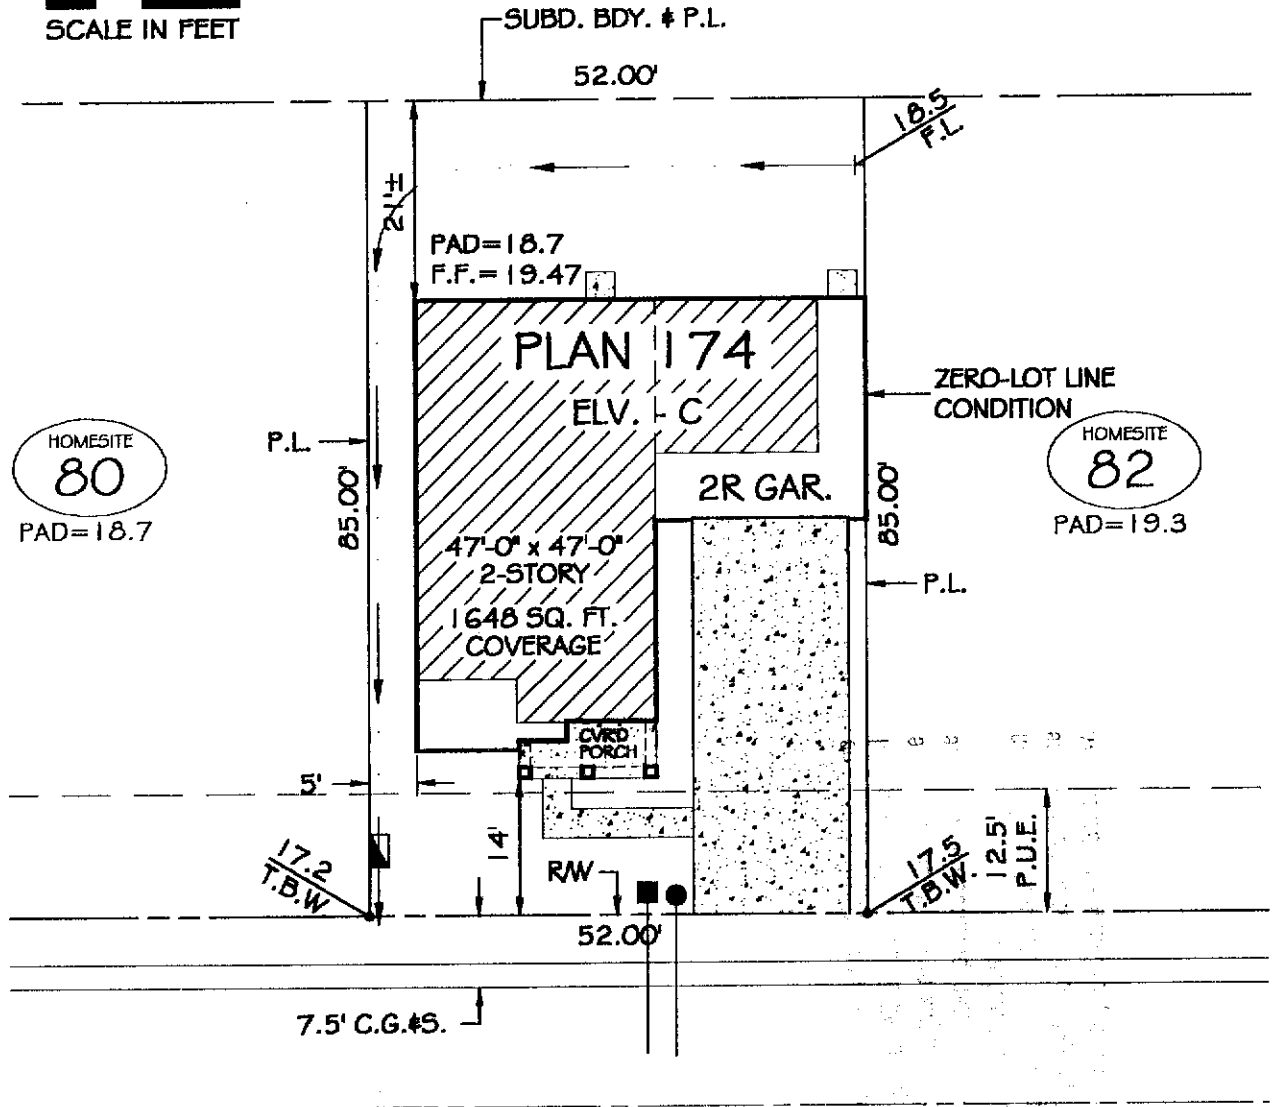 SCALE IN FEET
SUBD. BDY. & P.L.
52.00'
18.5
F.L.
21'±
PAD=18.7
F.F.=19.47
PLAN 174
ELV. - C
ZERO-LOT LINE
CONDITION
P.L.
HOMESITE
80
PAD=18.7
HOMESITE
82
PAD=19.3
2R GAR.
85.00'
85.00'
47'-0" x 47'-0"
2-STORY
1648 SQ. FT.
COVERAGE
P.L.
CVR'D
PORCH
5'
14'
17.2
T.B.W
R/W
17.5
T.B.W.
12.5'
P.U.E.
52.00'
7.5' C.G.&S.